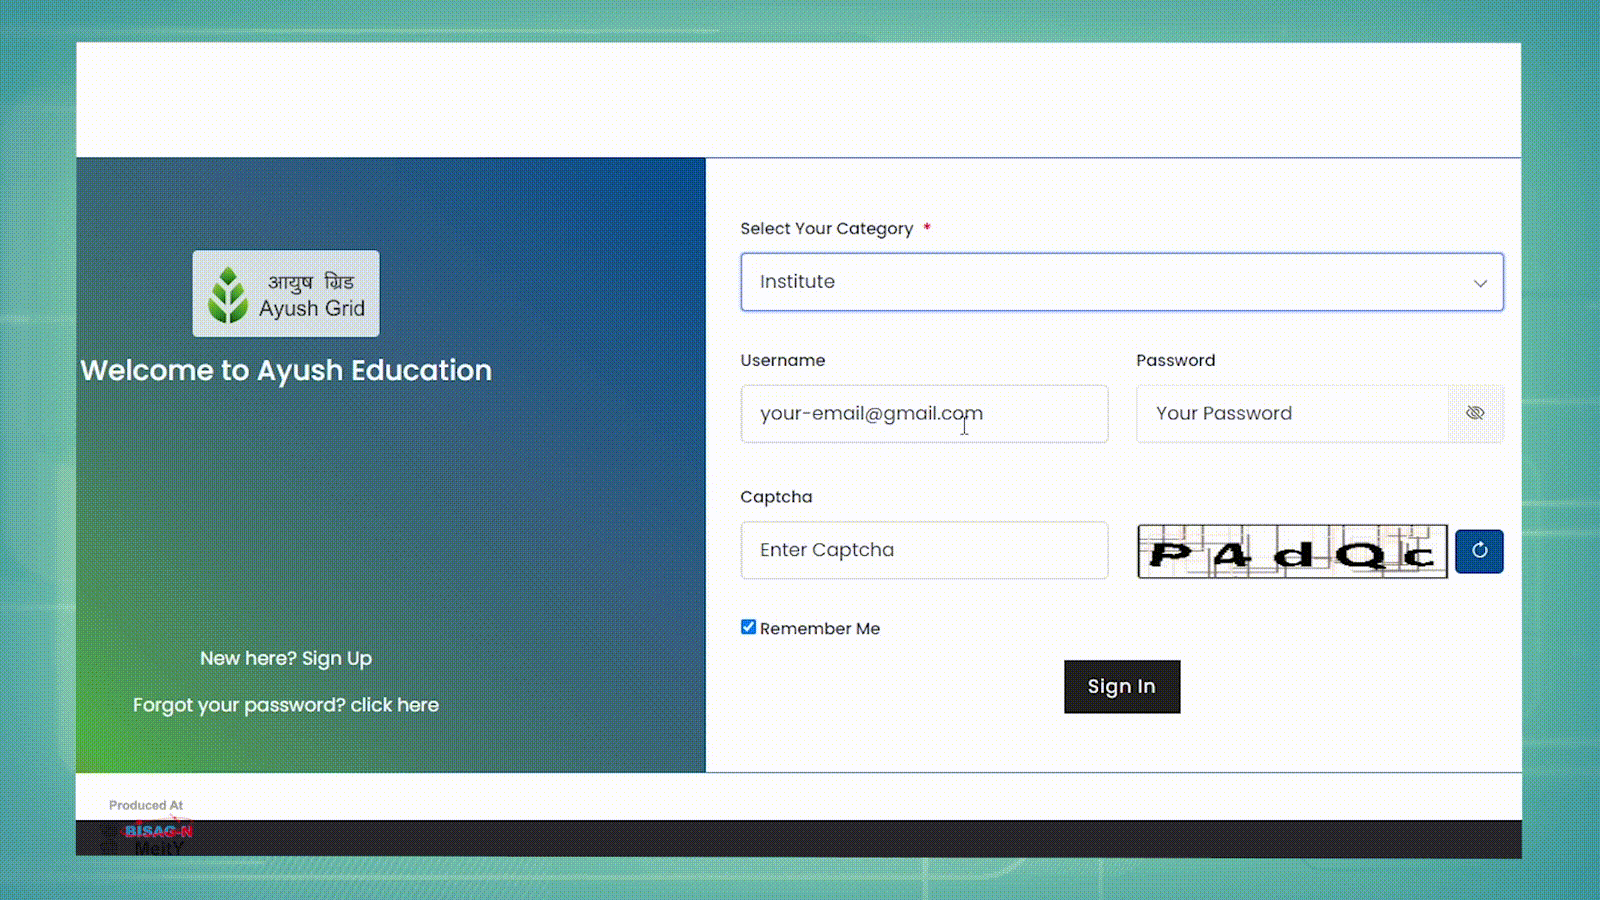 आयुष ग्रिड
Ayush Grid
Welcome to Ayush Education
New here? Sign Up
Forgot your password? click here
Select Your Category *
Institute
Username
Password
your-email@gmail.com
Your Password
Captcha
Enter Captcha
P4dQc
Remember Me
Sign In
Produced At
BISAG-N
MeitY